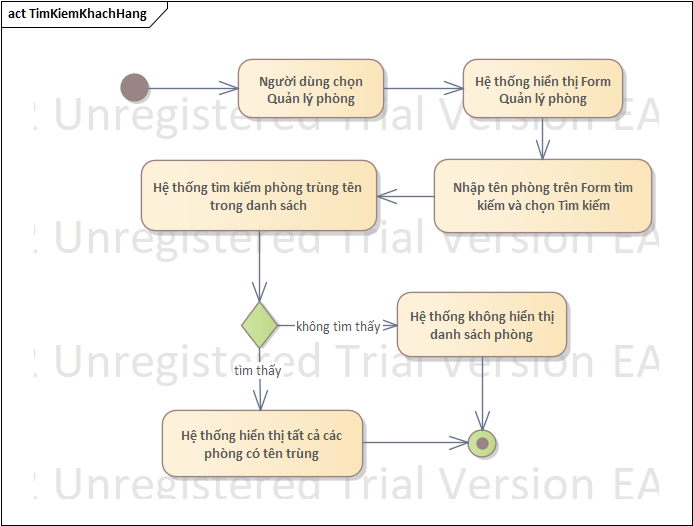 act TimKiemKhachHang
Người dùng chọn
Quản lý phòng
Hệ thống hiển thị Form
Quản lý phòng
2 Unregistered Trial Version EA
Hệ thống tìm kiếm phòng trùng tên
trong danh sách
Nhập tên phòng trên Form tìm
kiếm và chọn Tìm kiếm
2 Unregistered Trial Version EA
Hệ thống không hiển thị
danh sách phòng
không tìm thấy
2 Unregistered Trial Version EA
tìm thấy
Hệ thống hiển thị tất cả các
phòng có tên trùng
2 Unregistered Trial Version EA